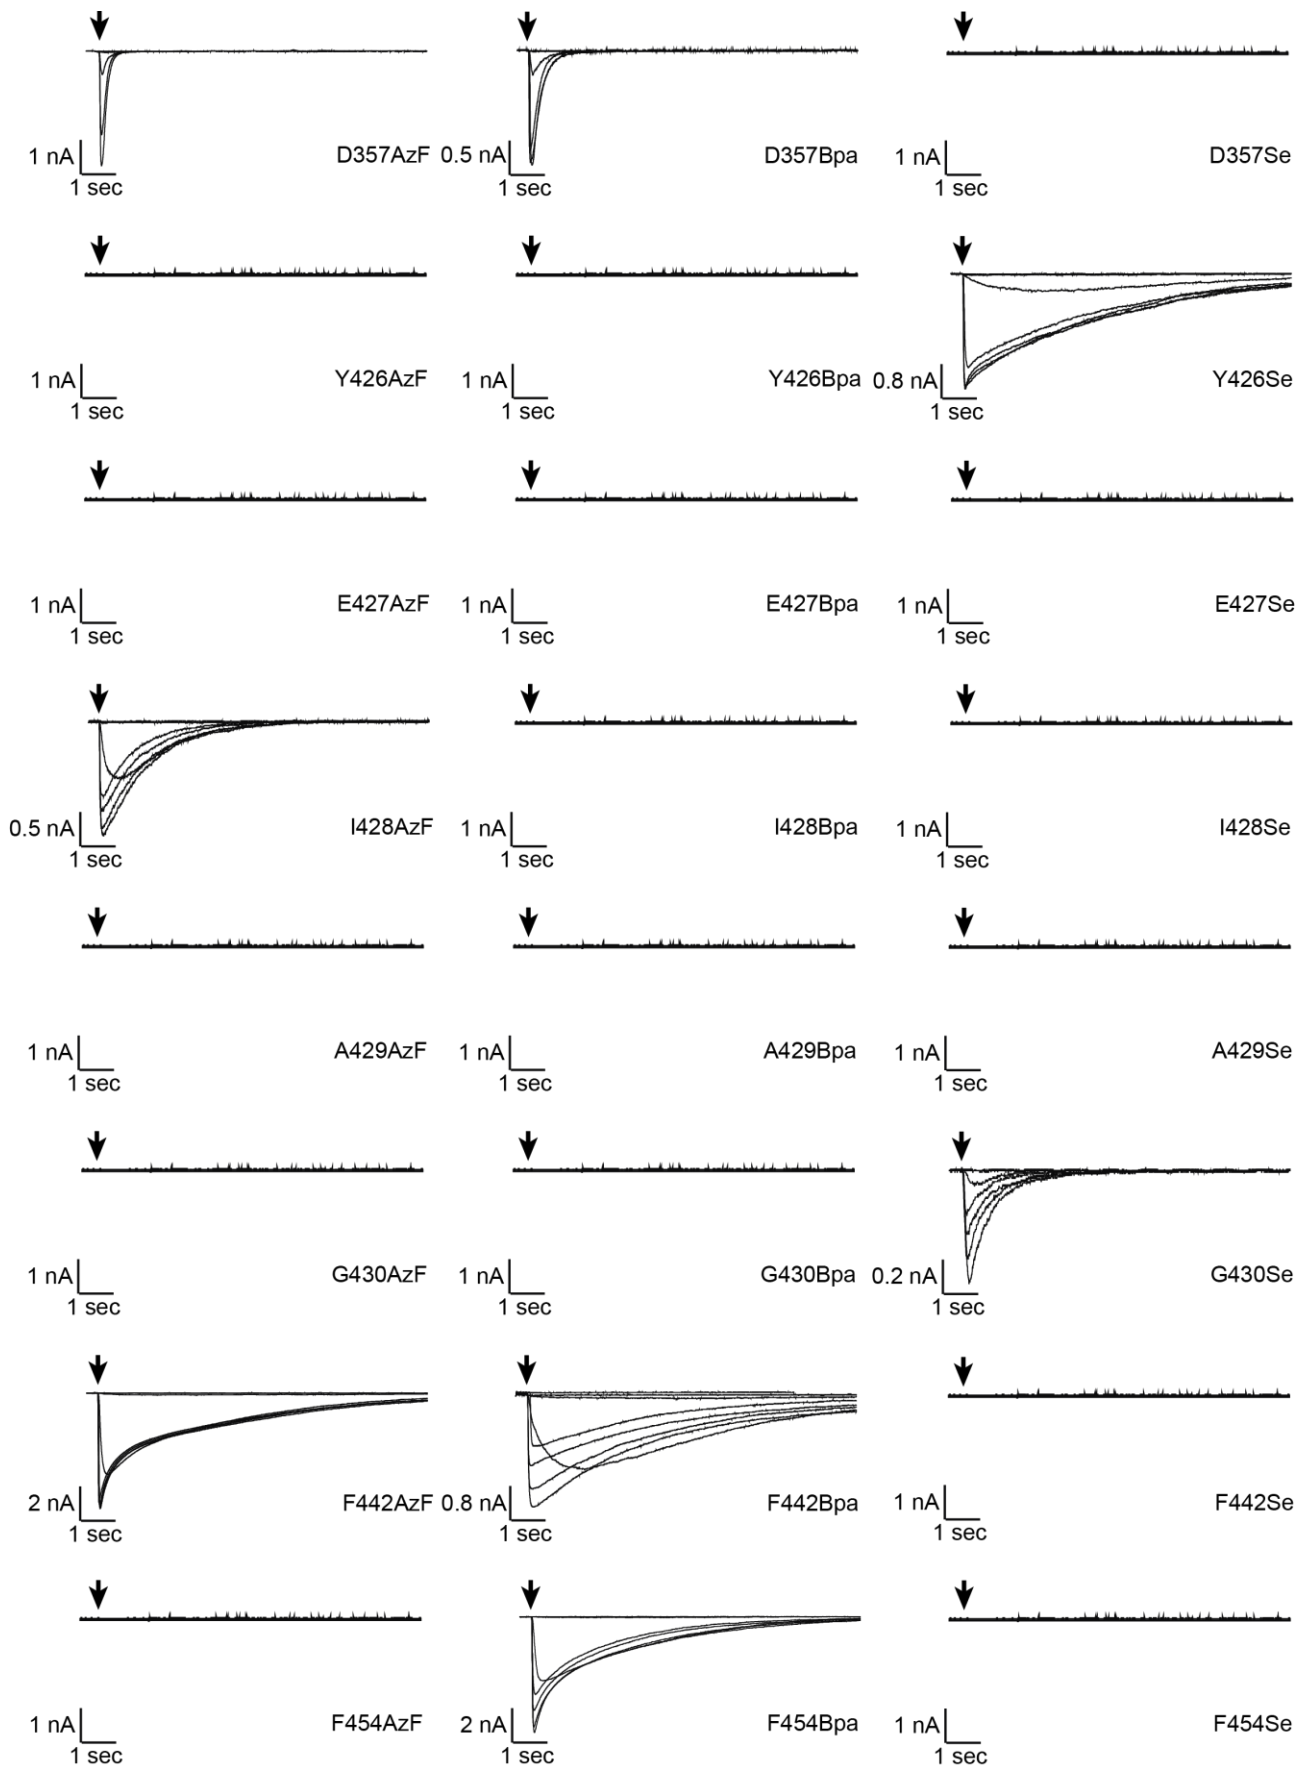 1 nA D357AzF 0.5 nA D357Bpa 1 nA D357Se
1 sec 1 sec 1 sec
1 nA Y426AzF 1 nA Y426Bpa 0.8 nA Y426Se
1 sec 1 sec 1 sec
1 nA E427AzF 1 nA E427Bpa 1 nA E427Se
1 sec 1 sec 1 sec
0.5 nA I428AzF 1 nA I428Bpa 1 nA I428Se
1 sec 1 sec 1 sec
1 nA A429AzF 1 nA A429Bpa 1 nA A429Se
1 sec 1 sec 1 sec
1 nA G430AzF 1 nA G430Bpa 0.2 nA G430Se
1 sec 1 sec 1 sec
2 nA F442AzF 0.8 nA F442Bpa 1 nA F442Se
1 sec 1 sec 1 sec
1 nA F454AzF 2 nA F454Bpa 1 nA F454Se
1 sec 1 sec 1 sec